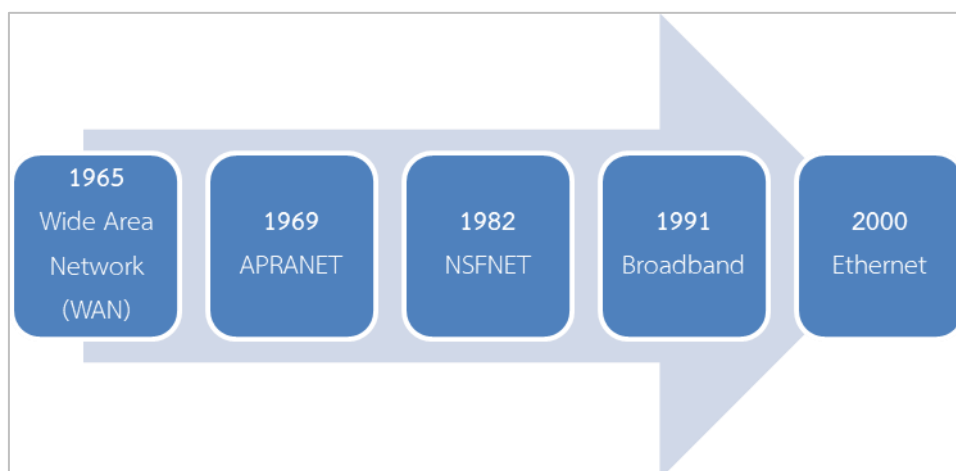 1965
Wide Area
Network
(WAN)
1969
APRANET
1982
NSFNET
1991
Broadband
2000
Ethernet